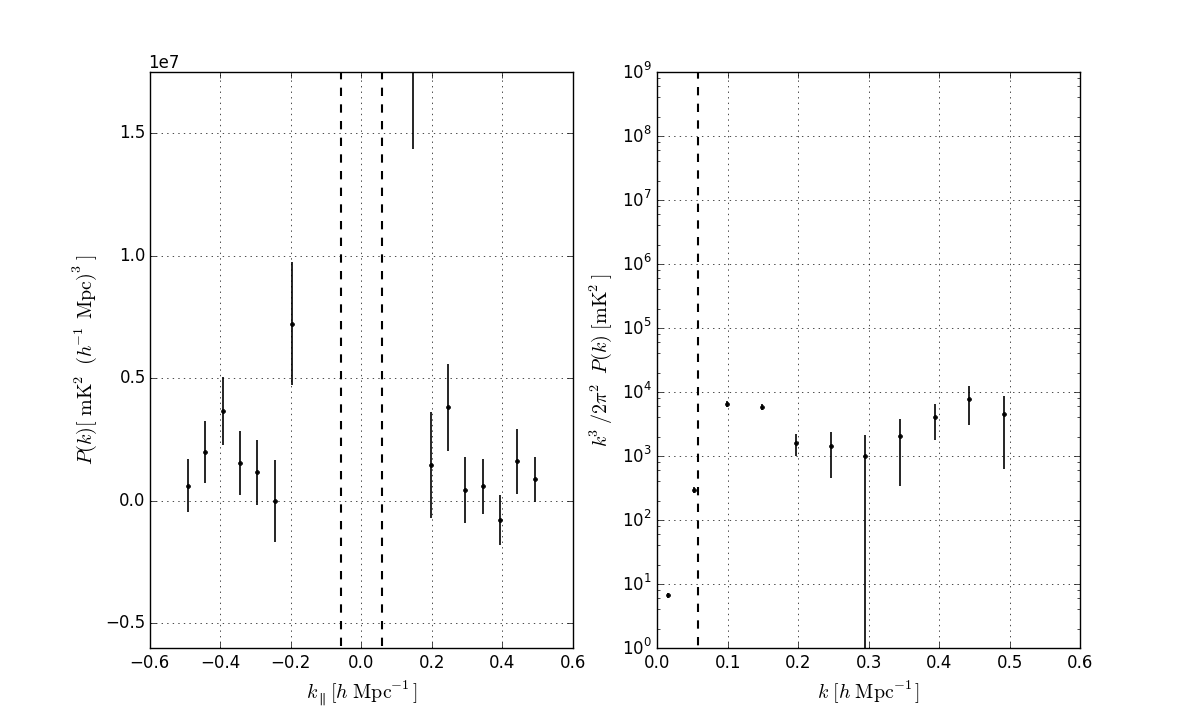 1e7
1.5
1.0
0.5
0.0
−0.5
−0.6 −0.4 −0.2 0.0 0.2 0.4 0.6
k∥ [h Mpc⁻¹]
P(k)[ mK² (h⁻¹ Mpc)³ ]
10⁹
10⁸
10⁷
10⁶
10⁵
10⁴
10³
10²
10¹
10⁰
0.0 0.1 0.2 0.3 0.4 0.5 0.6
k [h Mpc⁻¹]
k³/2π² P(k) [mK² ]